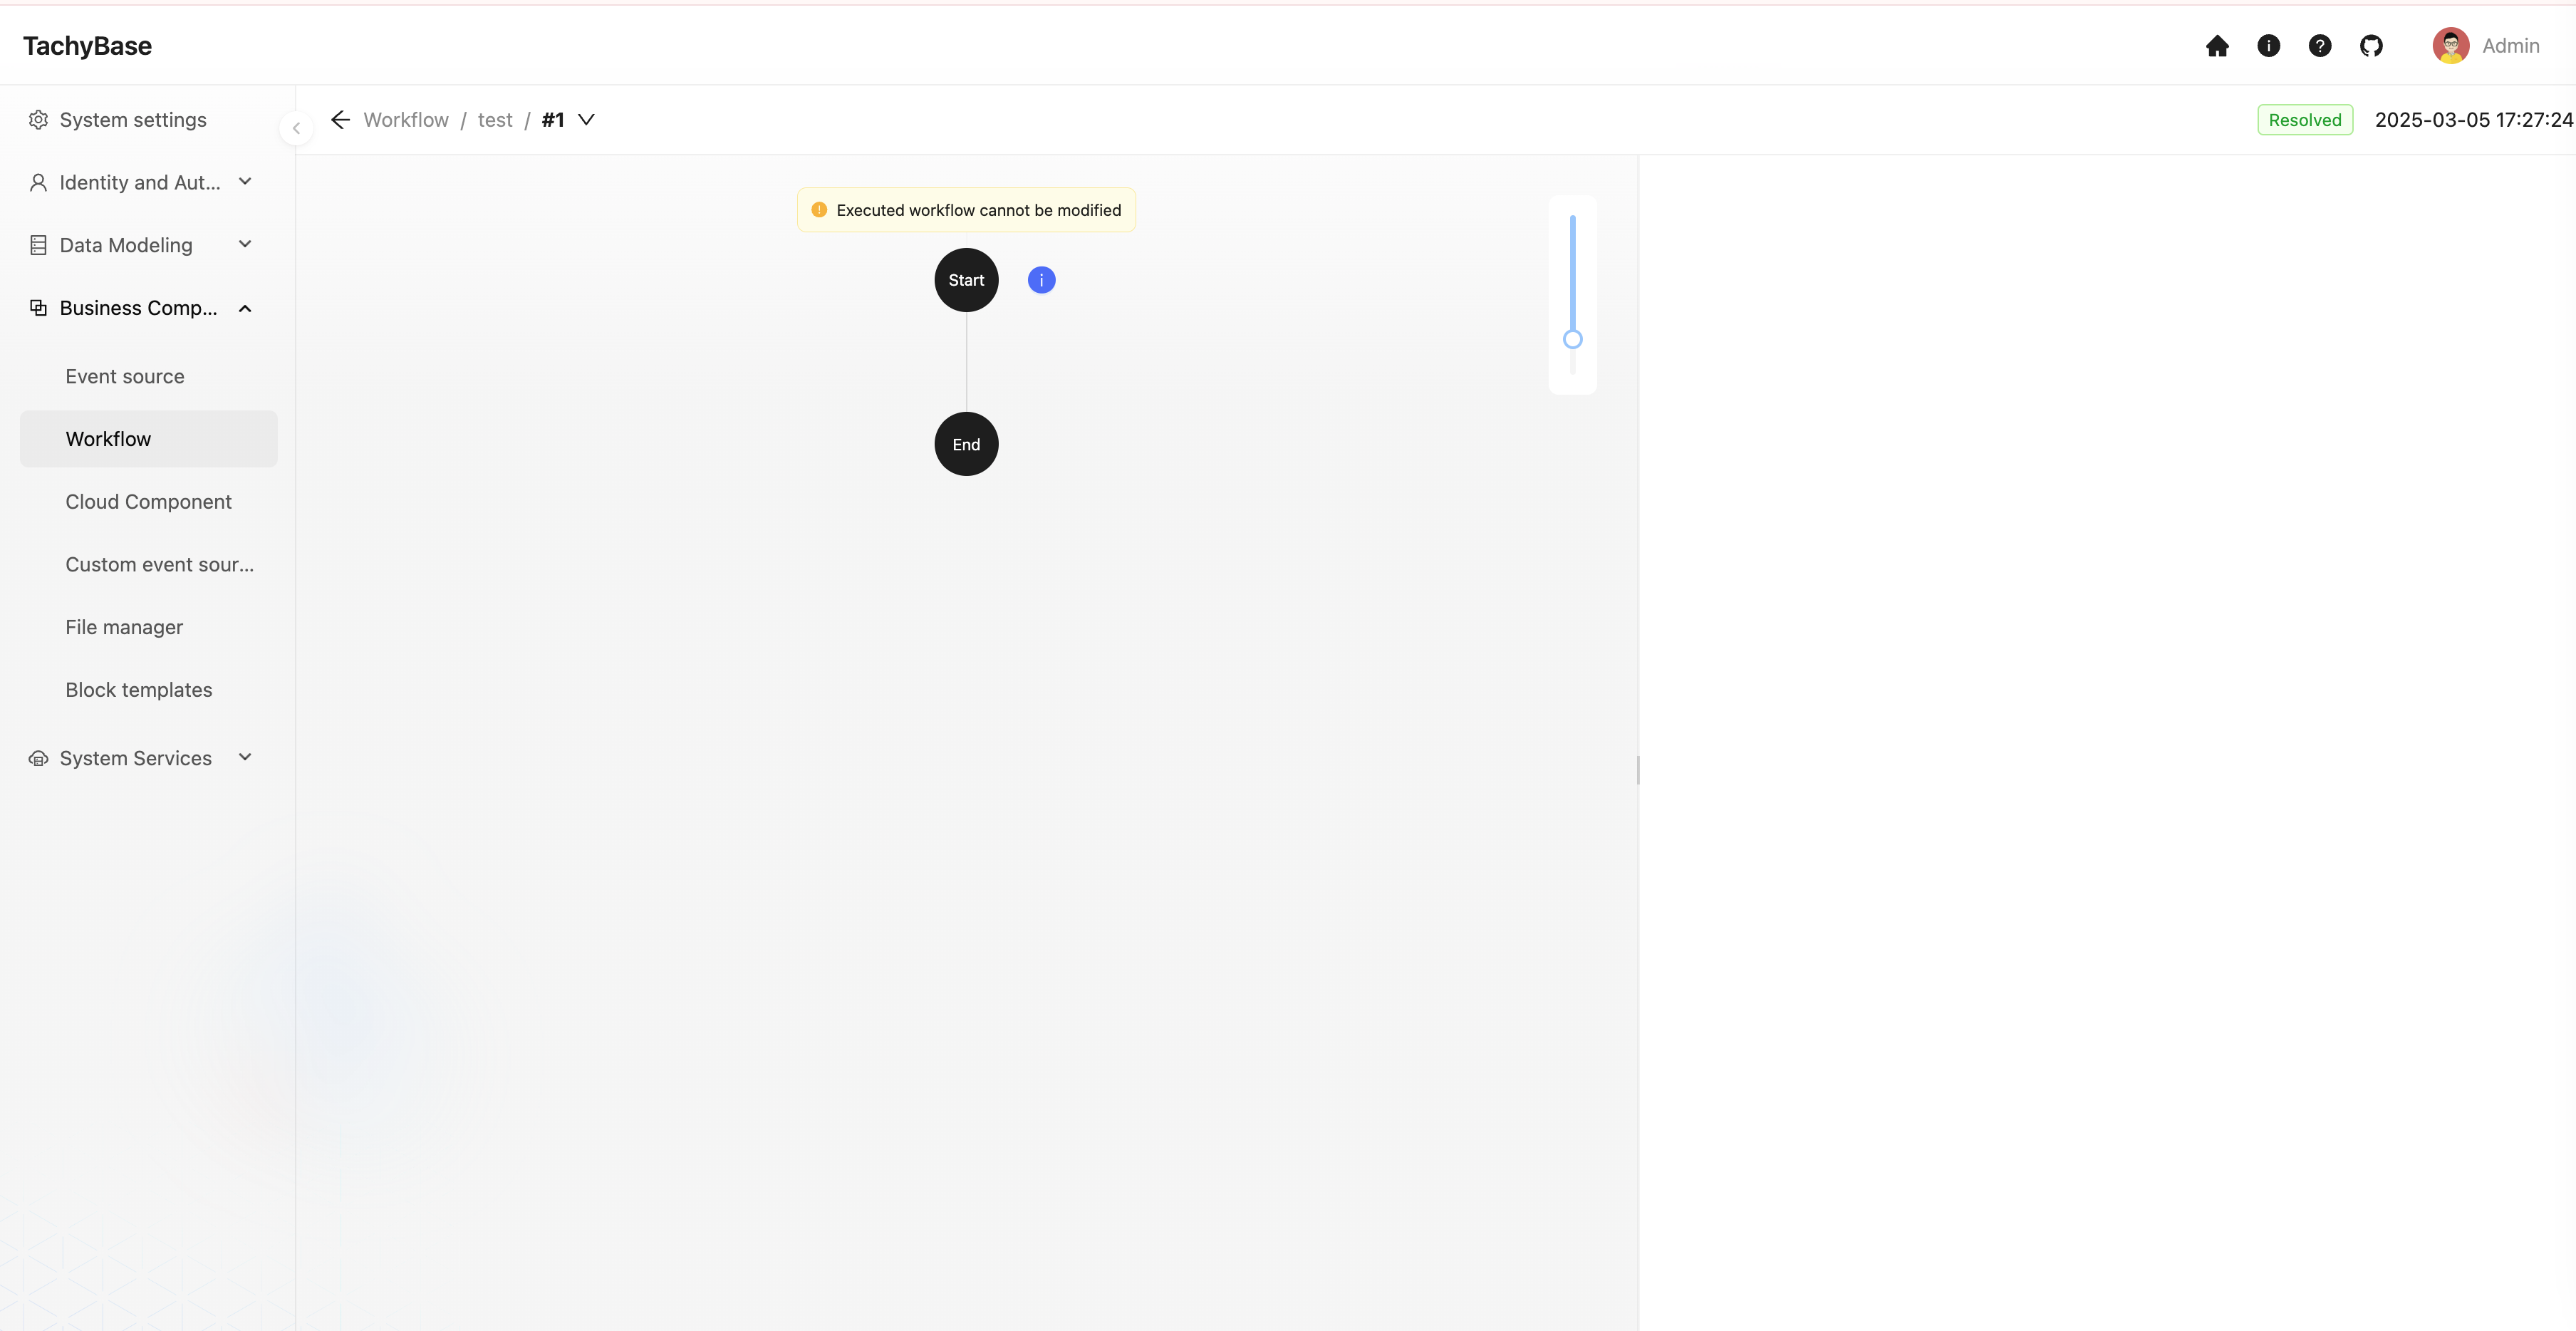 TachyBase
Admin
System settings
Workflow / test / #1
Resolved
2025-03-05 17:27:24
Identity and Aut...
Data Modeling
Business Comp...
Event source
Workflow
Cloud Component
Custom event sour...
File manager
Block templates
System Services
Executed workflow cannot be modified
Start
End